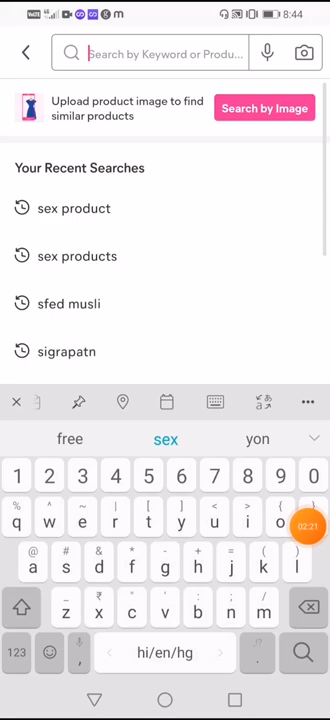 8:44
Search by Keyword or Produ...
Upload product image to find
similar products
Search by Image
Your Recent Searches
sex product
sex products
sfed musli
sigrapatn
free sex yon
1 2 3 4 5 6 7 8 9 0
% ^ ~ | [ ] < > { }
q w e r t y u i o
02:21
@ # & * - + = ( )
a s d f g h j k l
_ ₹ " ' : ; /
z x c v b n m
123 , hi/en/hg .